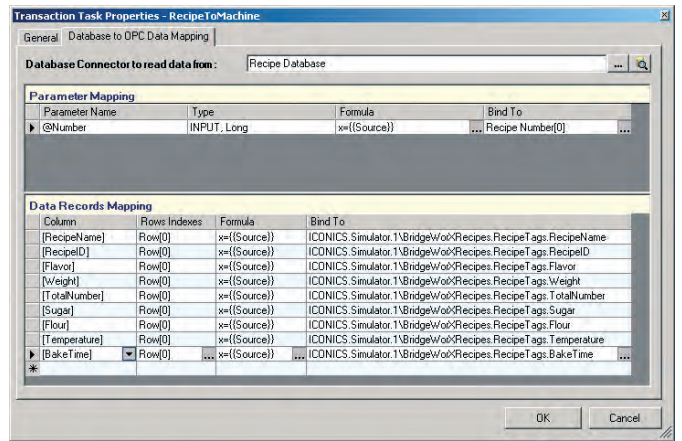 Transaction Task Properties - RecipeToMachine
General Database to OPC Data Mapping
Database Connector to read data from: Recipe Database ...
Parameter Mapping
Parameter Name Type Formula Bind To
@Number INPUT, Long x={{Source}} ... Recipe Number[0] ...
Data Records Mapping
Column Rows Indexes Formula Bind To
[RecipeName] Row[0] x={{Source}} ICONICS.Simulator.1\BridgeWorXRecipes.RecipeTags.RecipeName
[RecipeID] Row[0] x={{Source}} ICONICS.Simulator.1\BridgeWorXRecipes.RecipeTags.RecipeID
[Flavor] Row[0] x={{Source}} ICONICS.Simulator.1\BridgeWorXRecipes.RecipeTags.Flavor
[Weight] Row[0] x={{Source}} ICONICS.Simulator.1\BridgeWorXRecipes.RecipeTags.Weight
[TotalNumber] Row[0] x={{Source}} ICONICS.Simulator.1\BridgeWorXRecipes.RecipeTags.TotalNumber
[Sugar] Row[0] x={{Source}} ICONICS.Simulator.1\BridgeWorXRecipes.RecipeTags.Sugar
[Flour] Row[0] x={{Source}} ICONICS.Simulator.1\BridgeWorXRecipes.RecipeTags.Flour
[Temperature] Row[0] x={{Source}} ICONICS.Simulator.1\BridgeWorXRecipes.RecipeTags.Temperature
[BakeTime] Row[0] ... x={{Source}} ... ICONICS.Simulator.1\BridgeWorXRecipes.RecipeTags.BakeTime ...
OK Cancel